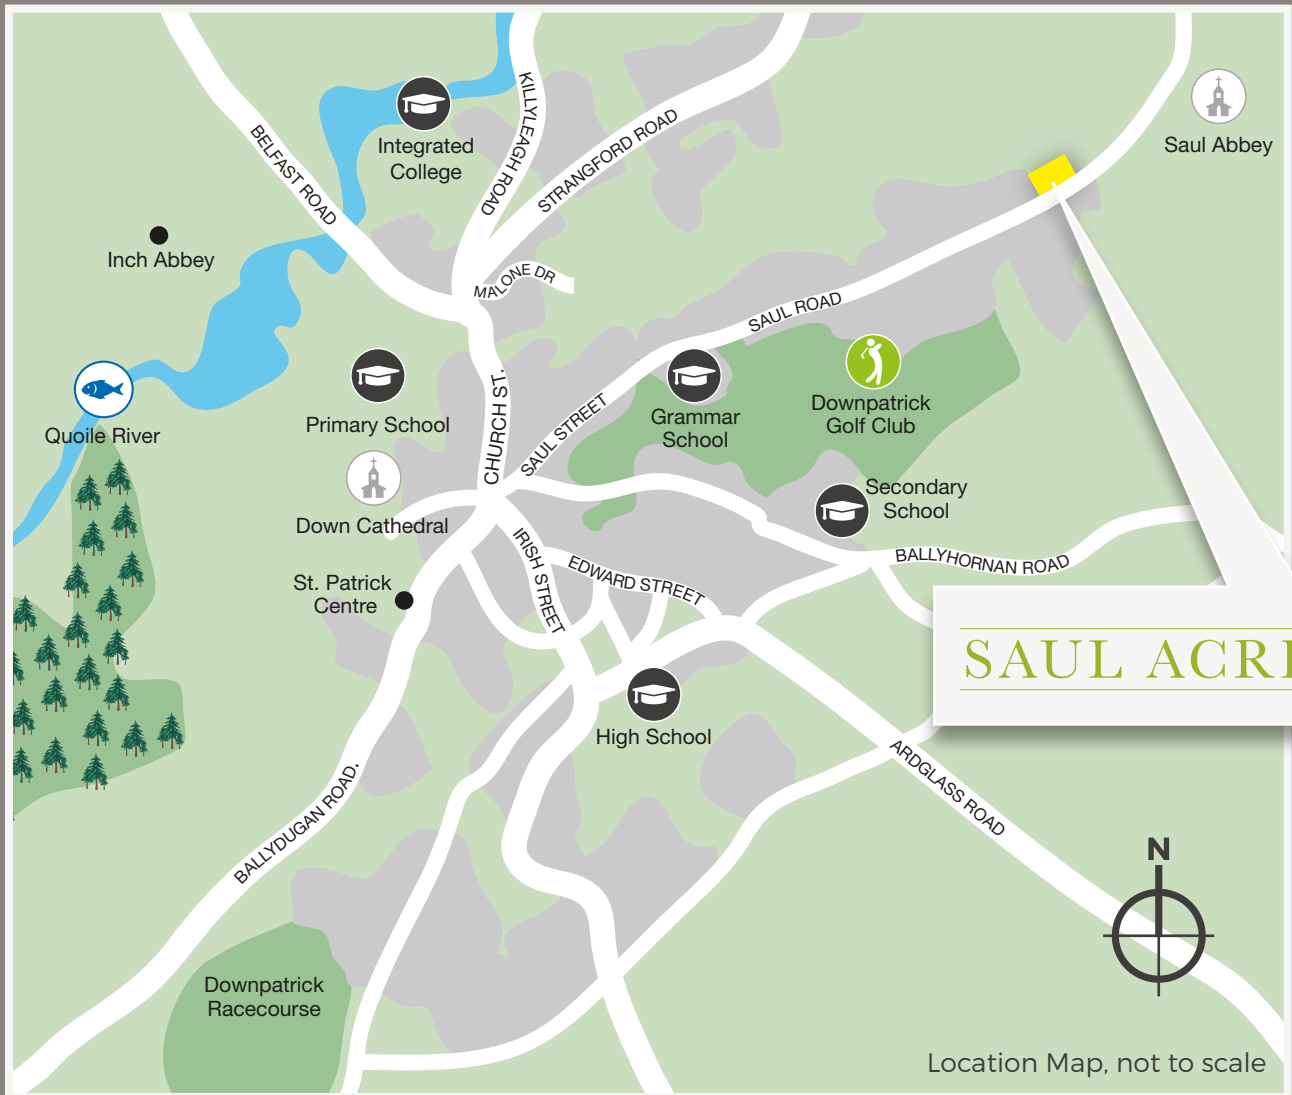 KILLYLEAGH ROAD
BELFAST ROAD
STRANGFORD ROAD
Integrated
College
Saul Abbey
Inch Abbey
MALONE DR
SAUL ROAD
Primary School
CHURCH ST.
SAUL STREET
Grammar
School
Downpatrick
Golf Club
Quoile River
Down Cathedral
Secondary
School
IRISH STREET
EDWARD STREET
BALLYHORNAN ROAD
St. Patrick
Centre
SAUL ACR
High School
ARDGLASS ROAD
BALLYDUGAN ROAD.
N
Downpatrick
Racecourse
Location Map, not to scale